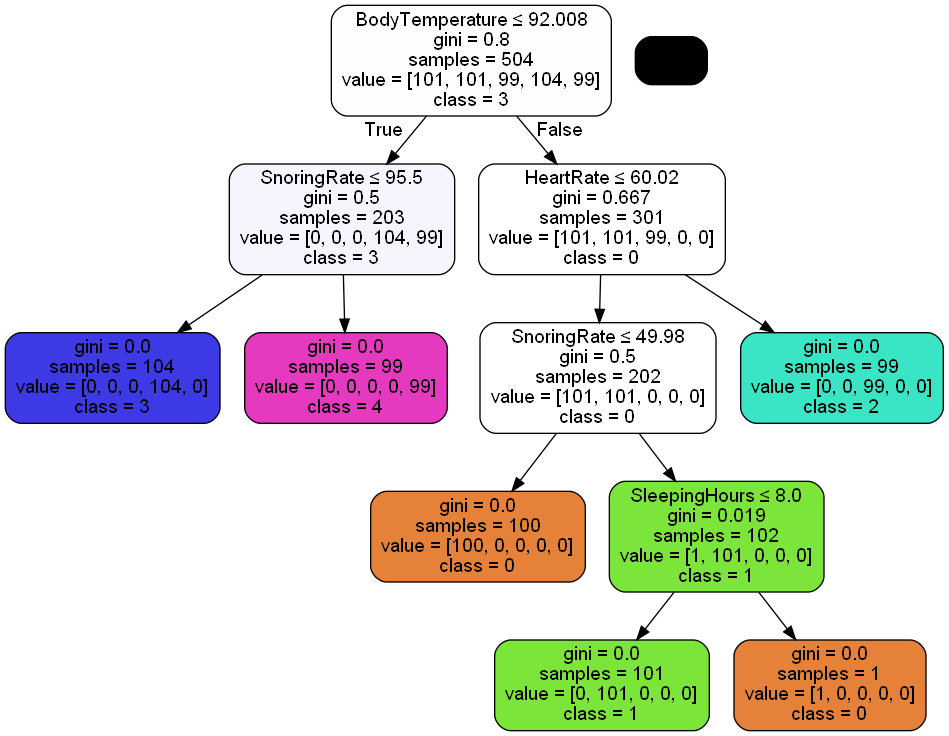 BodyTemperature ≤ 92.008
gini = 0.8
samples = 504
value = [101, 101, 99, 104, 99]
class = 3
True
False
SnoringRate ≤ 95.5
gini = 0.5
samples = 203
value = [0, 0, 0, 104, 99]
class = 3
HeartRate ≤ 60.02
gini = 0.667
samples = 301
value = [101, 101, 99, 0, 0]
class = 0
gini = 0.0
samples = 104
value = [0, 0, 0, 104, 0]
class = 3
gini = 0.0
samples = 99
value = [0, 0, 0, 0, 99]
class = 4
SnoringRate ≤ 49.98
gini = 0.5
samples = 202
value = [101, 101, 0, 0, 0]
class = 0
gini = 0.0
samples = 99
value = [0, 0, 99, 0, 0]
class = 2
gini = 0.0
samples = 100
value = [100, 0, 0, 0, 0]
class = 0
SleepingHours ≤ 8.0
gini = 0.019
samples = 102
value = [1, 101, 0, 0, 0]
class = 1
gini = 0.0
samples = 101
value = [0, 101, 0, 0, 0]
class = 1
gini = 0.0
samples = 1
value = [1, 0, 0, 0, 0]
class = 0